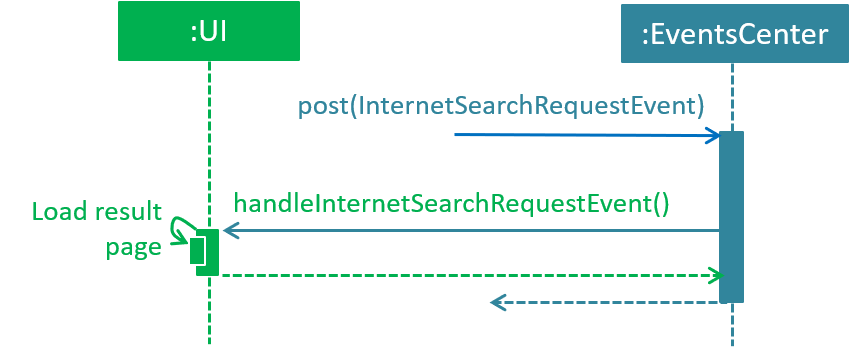 :UI
:EventsCenter
post(InternetSearchRequestEvent)
handleInternetSearchRequestEvent()
Load result
page